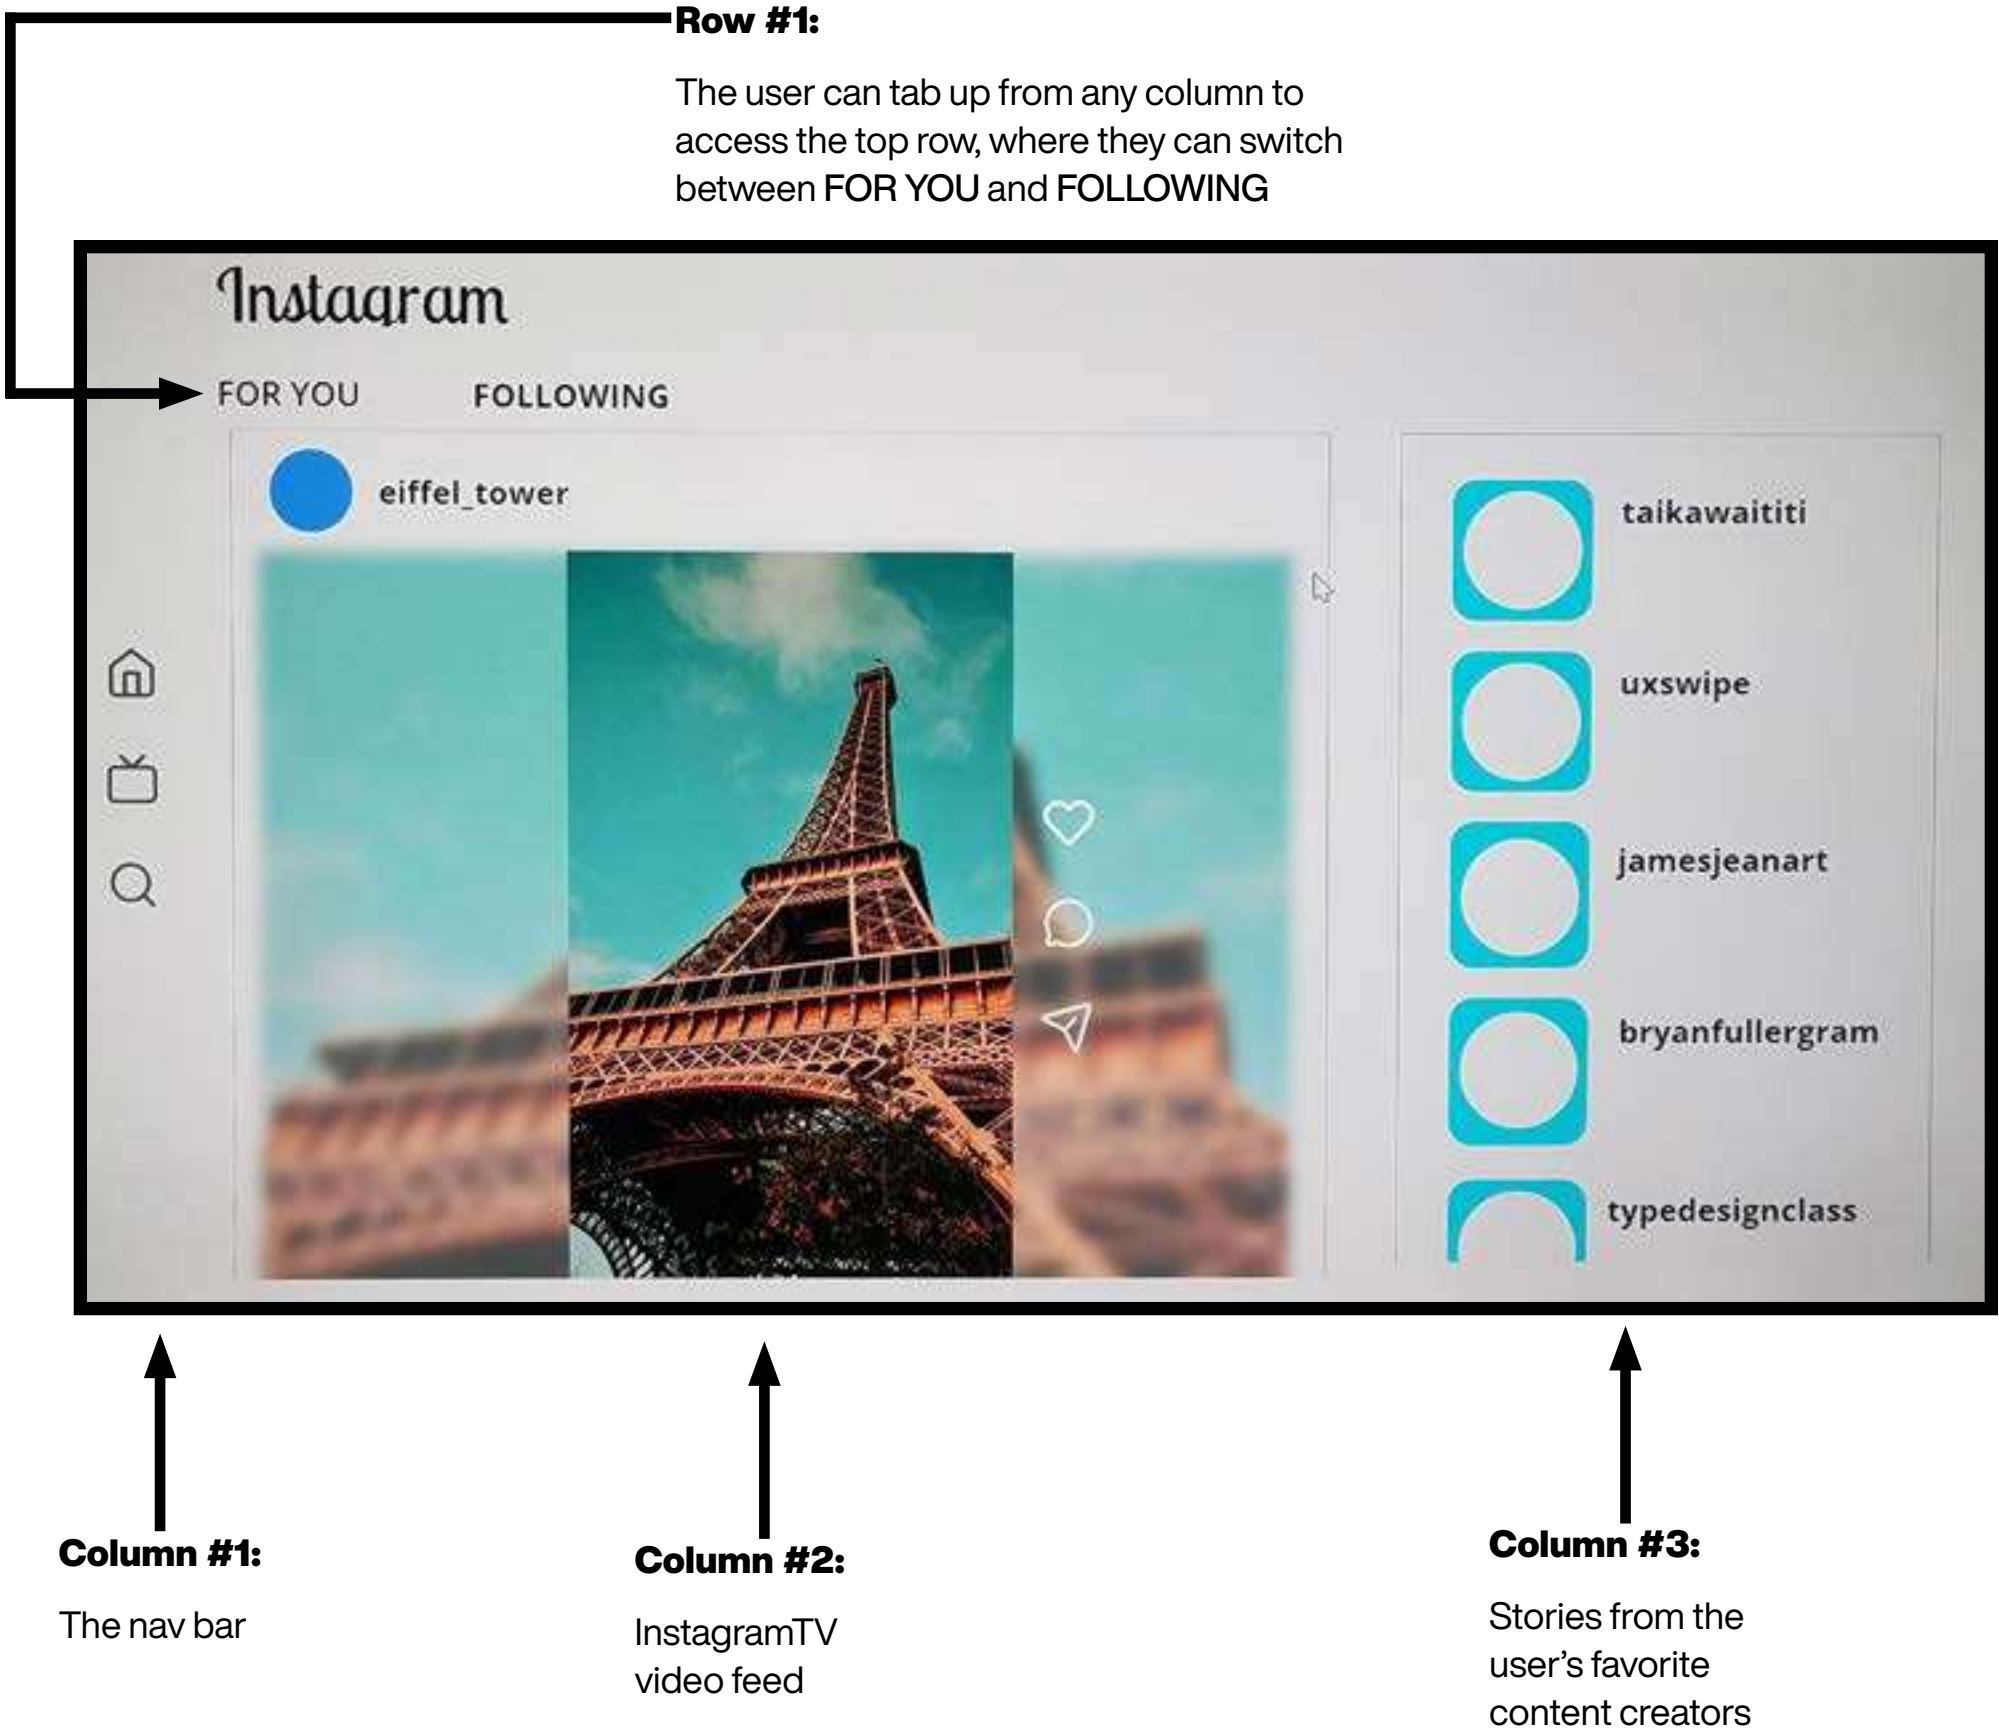 Row #1:
The user can tab up from any column to
access the top row, where they can switch
between FOR YOU and FOLLOWING
Instagram
FOR YOU
FOLLOWING
eiffel_tower
taikawaititi
uxswipe
jamesjeanart
bryanfullergram
typedesignclass
Column #1:
The nav bar
Column #2:
InstagramTV
video feed
Column #3:
Stories from the
user's favorite
content creators